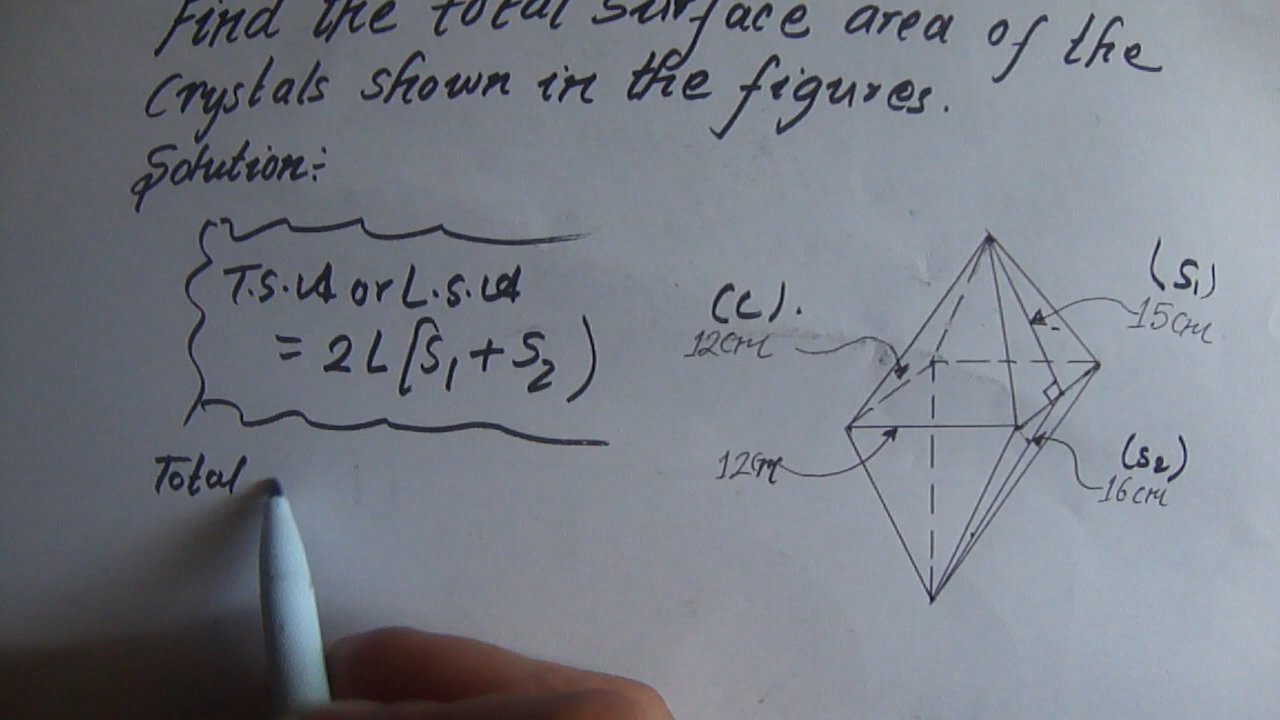 Find the total surface area of the
Crystals shown in the figures.
Solution:
T.S.A or L.S.A
= 2L(S₁+S₂)
Total
(L).
12cm
12cm
(S₁)
15cm
(S₂)
16cm